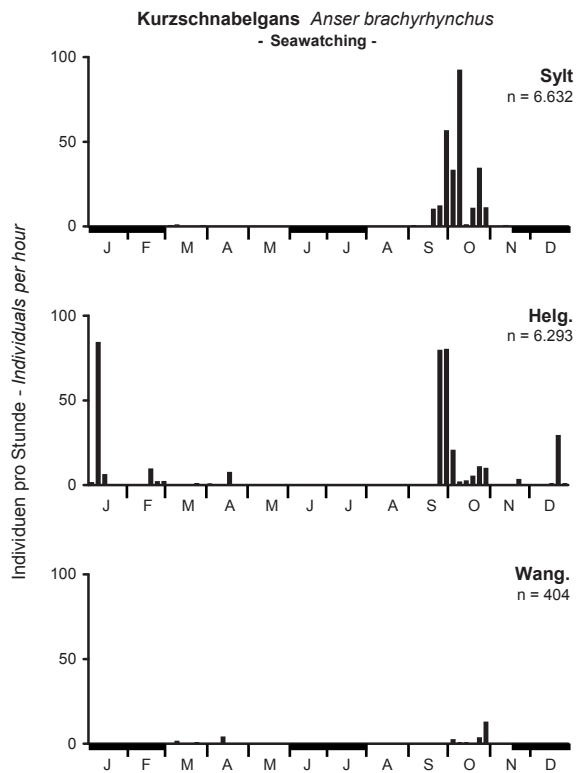 Kurzschnabelgans Anser brachyrhynchus
- Seawatching -
Individuen pro Stunde - Individuals per hour
100
50
0
Sylt
n = 6.632
J F M A M J J A S O N D
100
50
0
Helg.
n = 6.293
J F M A M J J A S O N D
100
50
0
Wang.
n = 404
J F M A M J J A S O N D